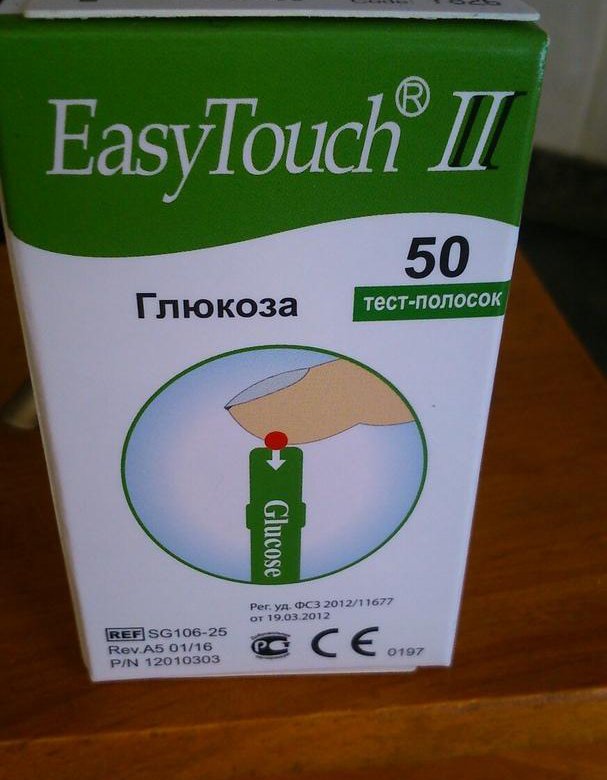 EasyTouch® II
50
тест-полосок
Глюкоза
Glucose
Рег. уд. ФСЗ 2012/11677
от 19.03.2012
REF SG106-25
Rev.A5 01/16
P/N 12010303
РСТ
CE 0197